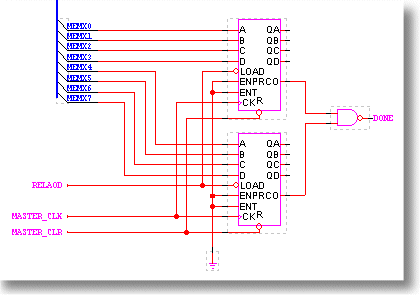 MEMX0
MEMX1
MEMX2
MEMX3
MEMX4
MEMX5
MEMX6
MEMX7
A QA
B QB
C QC
D QD
LOAD
ENP RCO
ENT
CK R
DONE
A QA
B QB
C QC
D QD
RELAOD LOAD
ENP RCO
ENT
MASTER_CLK CK R
MASTER_CLR